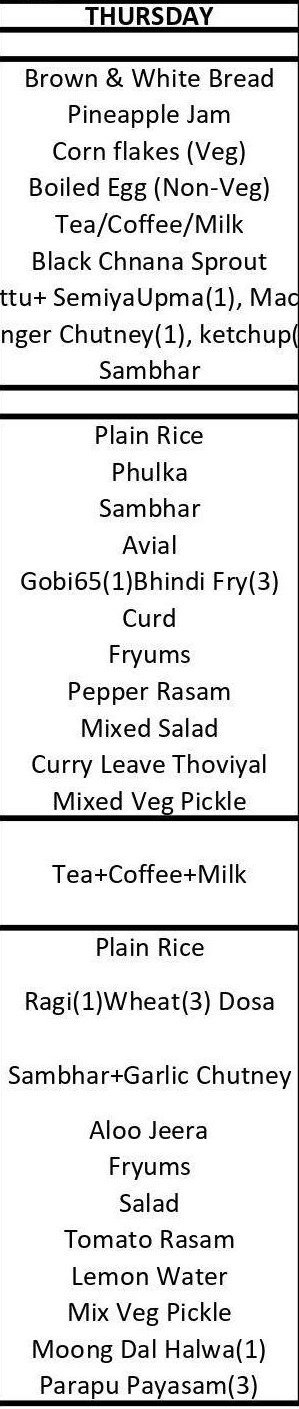 THURSDAY
Brown & White Bread
Pineapple Jam
Corn flakes (Veg)
Boiled Egg (Non-Veg)
Tea/Coffee/Milk
Black Chnana Sprout
ttu+ SemiyaUpma(1), Mac
nger Chutney(1), ketchup(
Sambhar
Plain Rice
Phulka
Sambhar
Avial
Gobi65(1)Bhindi Fry(3)
Curd
Fryums
Pepper Rasam
Mixed Salad
Curry Leave Thoviyal
Mixed Veg Pickle
Tea+Coffee+Milk
Plain Rice
Ragi(1)Wheat(3) Dosa
Sambhar+Garlic Chutney
Aloo Jeera
Fryums
Salad
Tomato Rasam
Lemon Water
Mix Veg Pickle
Moong Dal Halwa(1)
Parapu Payasam(3)